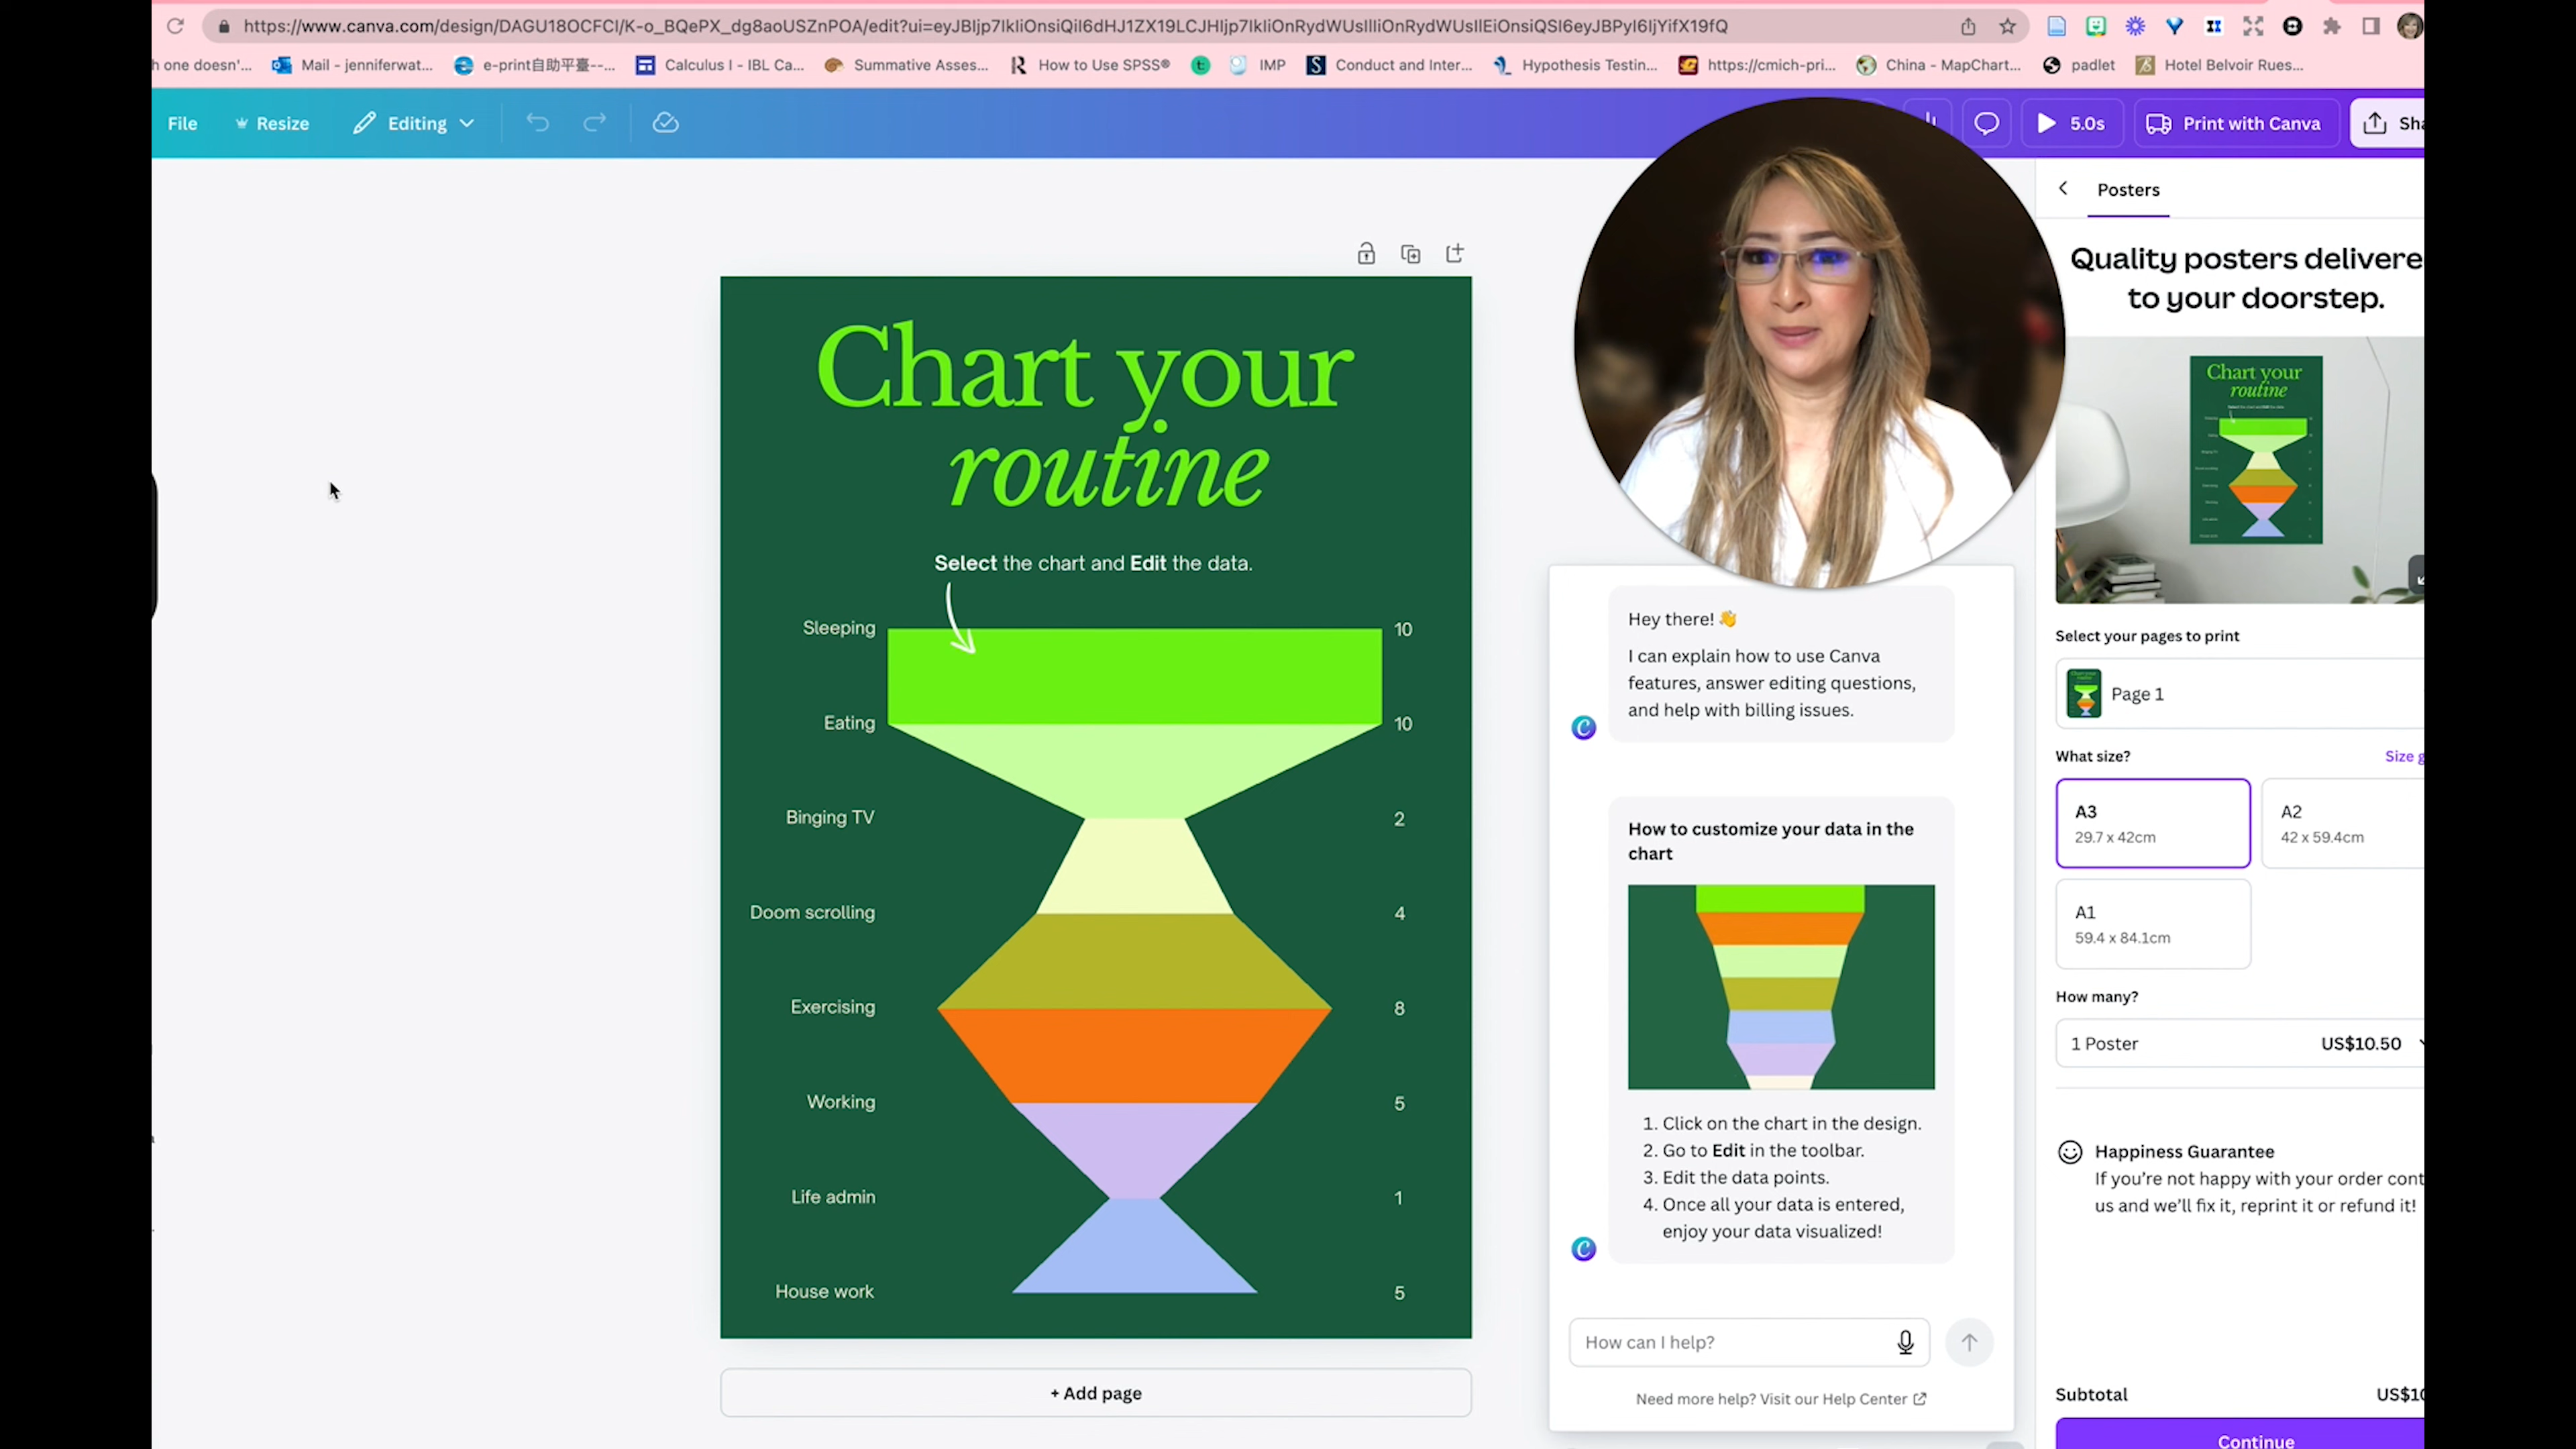 https://www.canva.com/design/DAGU18OCFCI/K-o_BQePX_dg8aoUSZnPOA/edit?ui=eyJBIjp7IkIiOnsiQiI6dHJ1ZX19LCJHIjp7IkIiOnRydWUsIlIiOnRydWUsIlEiOnsiQSI6eyJBPyI6IjYifX19fQ
h one doesn'... Mail - jenniferwat... e-print自助平臺--... Calculus I - IBL Ca... Summative Asses... How to Use SPSS® IMP Conduct and Inter... Hypothesis Testin... https://cmich-pri... China - MapChart... padlet Hotel Belvoir Rues...
File Resize Editing 5.0s Print with Canva Sha
Chart your
routine
Select the chart and Edit the data.
Sleeping 10
Eating 10
Binging TV 2
Doom scrolling 4
Exercising 8
Working 5
Life admin 1
House work 5
+ Add page
Hey there! 👋
I can explain how to use Canva
features, answer editing questions,
and help with billing issues.
How to customize your data in the
chart
1. Click on the chart in the design.
2. Go to Edit in the toolbar.
3. Edit the data points.
4. Once all your data is entered,
enjoy your data visualized!
How can I help?
Need more help? Visit our Help Center
Posters
Quality posters delivere
to your doorstep.
Chart your
routine
Select your pages to print
Page 1
What size? Size g
A3
29.7 x 42cm
A2
42 x 59.4cm
A1
59.4 x 84.1cm
How many?
1 Poster US$10.50
Happiness Guarantee
If you're not happy with your order cont
us and we'll fix it, reprint it or refund it!
Subtotal US$10
Continue